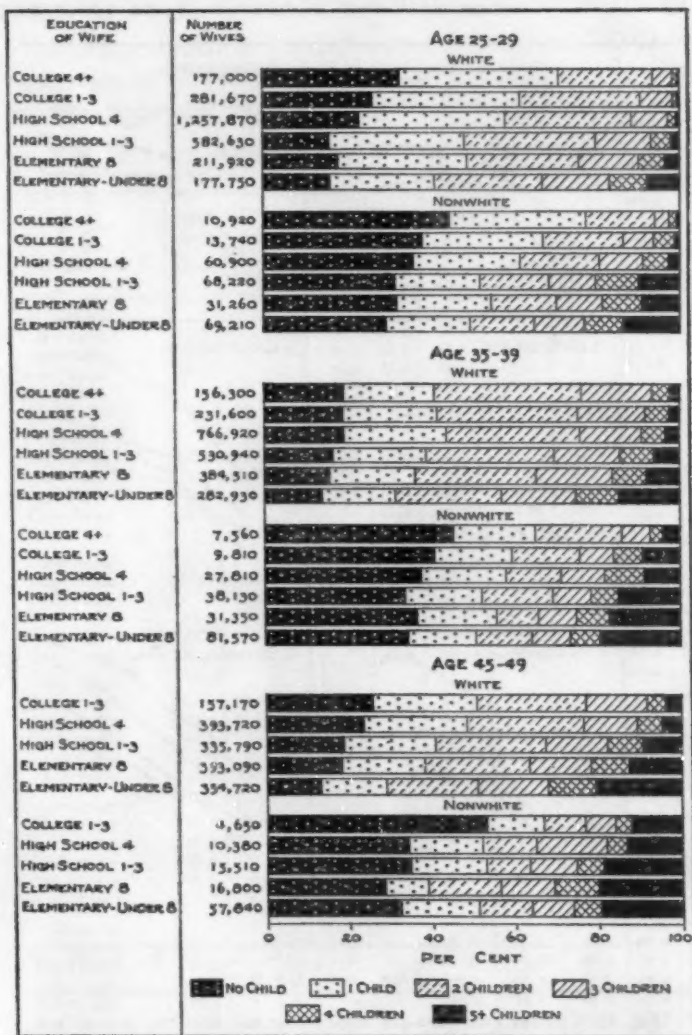 EDUCATION OF WIFE
NUMBER OF WIVES
AGE 25-29
WHITE
COLLEGE 4+ 177,000
COLLEGE 1-3 281,670
HIGH SCHOOL 4 1,257,870
HIGH SCHOOL 1-3 582,630
ELEMENTARY 8 211,920
ELEMENTARY-UNDER 8 177,750
NONWHITE
COLLEGE 4+ 10,920
COLLEGE 1-3 13,740
HIGH SCHOOL 4 60,900
HIGH SCHOOL 1-3 68,220
ELEMENTARY 8 31,260
ELEMENTARY-UNDER 8 69,210
AGE 35-39
WHITE
COLLEGE 4+ 156,300
COLLEGE 1-3 231,600
HIGH SCHOOL 4 766,920
HIGH SCHOOL 1-3 530,940
ELEMENTARY 8 384,510
ELEMENTARY-UNDER 8 282,930
NONWHITE
COLLEGE 4+ 7,560
COLLEGE 1-3 9,810
HIGH SCHOOL 4 27,810
HIGH SCHOOL 1-3 38,130
ELEMENTARY 8 31,350
ELEMENTARY-UNDER 8 81,570
AGE 45-49
WHITE
COLLEGE 1-3
HIGH SCHOOL 4 393,720
HIGH SCHOOL 1-3 335,790
ELEMENTARY 8 393,090
ELEMENTARY-UNDER 8 354,720
NONWHITE
COLLEGE 1-3
HIGH SCHOOL 4 10,380
HIGH SCHOOL 1-3 15,510
ELEMENTARY 8 16,800
ELEMENTARY-UNDER 8 57,840
0 20 40 60 80 100
PER CENT
NO CHILD 1 CHILD 2 CHILDREN 3 CHILDREN
4 CHILDREN 5+ CHILDREN